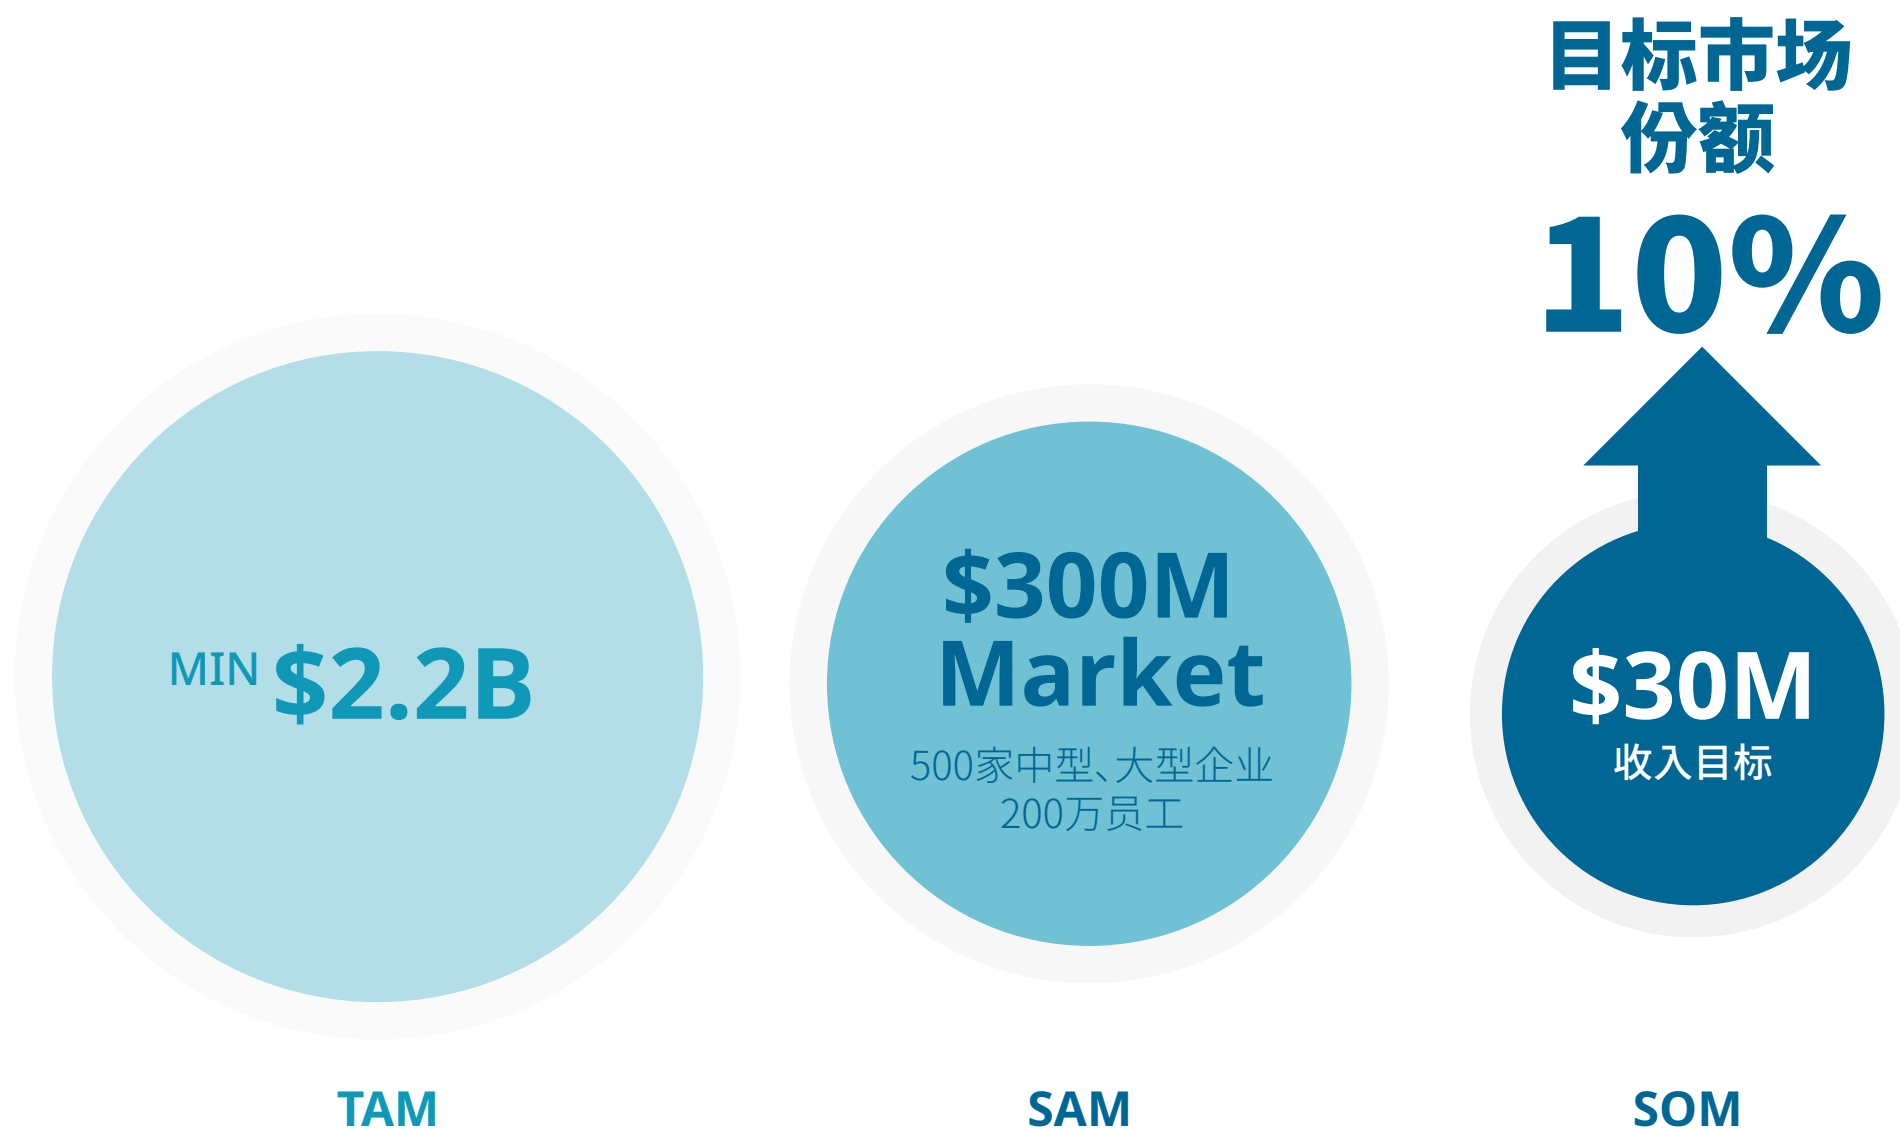 目标市场
份额
10%
MIN $2.2B
$300M
Market
500家中型、大型企业
200万员工
$30M
收入目标
TAM
SAM
SOM